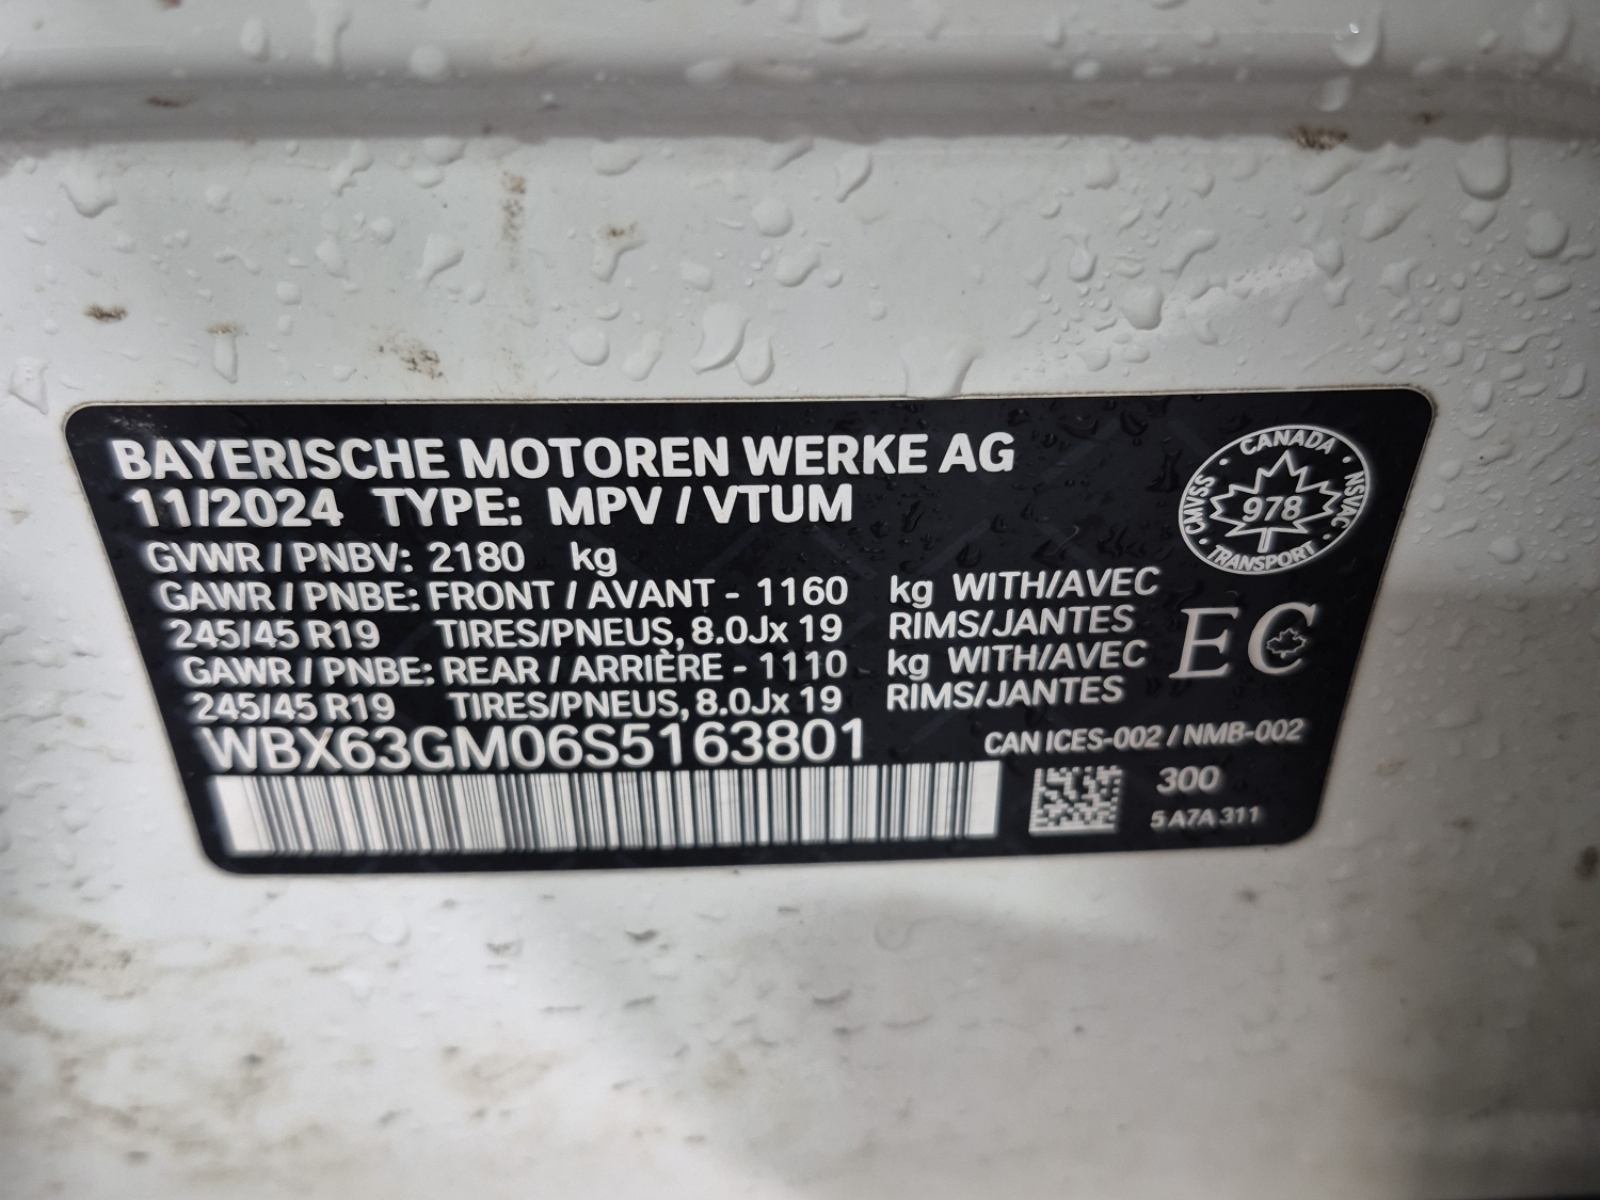 BAYERISCHE MOTOREN WERKE AG
11/2024 TYPE: MPV / VTUM
GVWR / PNBV: 2180 kg
GAWR / PNBE: FRONT / AVANT - 1160 kg WITH/AVEC
245/45 R19 TIRES/PNEUS, 8.0Jx 19 RIMS/JANTES
GAWR / PNBE: REAR / ARRIÈRE - 1110 kg WITH/AVEC
245/45 R19 TIRES/PNEUS, 8.0Jx 19 RIMS/JANTES
WBX63GM06S5163801
CANADA
CMVSS 978 NSVAC
TRANSPORT
EC
CAN ICES-002 / NMB-002
300
5 A7A 311